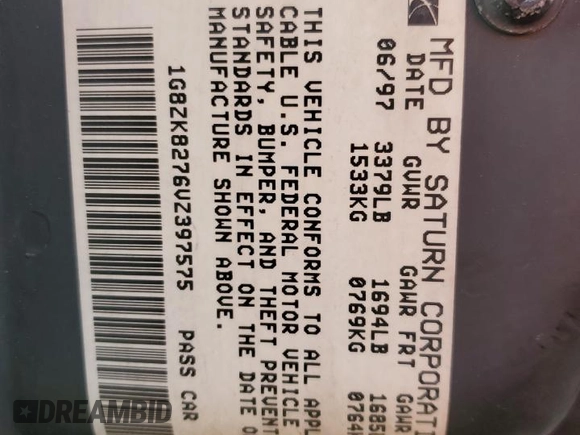 MFD BY SATURN CORPORATI
DATE GVWR GAWR FRT GAWR
06/97 3379LB 1694LB 1685
1533KG 0769KG 0764
THIS VEHICLE CONFORMS TO ALL APPL
CABLE U.S. FEDERAL MOTOR VEHICLE
SAFETY, BUMPER, AND THEFT PREVENT
STANDARDS IN EFFECT ON THE DATE O
MANUFACTURE SHOWN ABOVE.
1G8ZK8276VZ397575 PASS CAR
DREAMBID